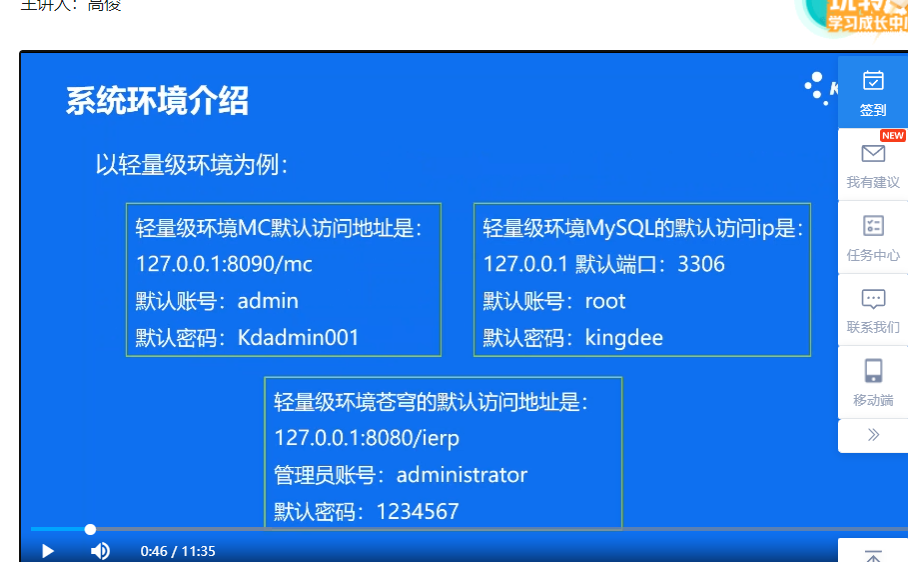 主讲人：高俊
学习成长中
系统环境介绍
签到
以轻量级环境为例：
NEW
我有建议
轻量级环境MC默认访问地址是：
127.0.0.1:8090/mc
默认账号：admin
默认密码：Kdadmin001
轻量级环境MySQL的默认访问ip是：
127.0.0.1 默认端口：3306
默认账号：root
默认密码：kingdee
任务中心
联系我们
移动端
轻量级环境苍穹的默认访问地址是：
127.0.0.1:8080/ierp
管理员账号：administrator
默认密码：1234567
0:46 / 11:35